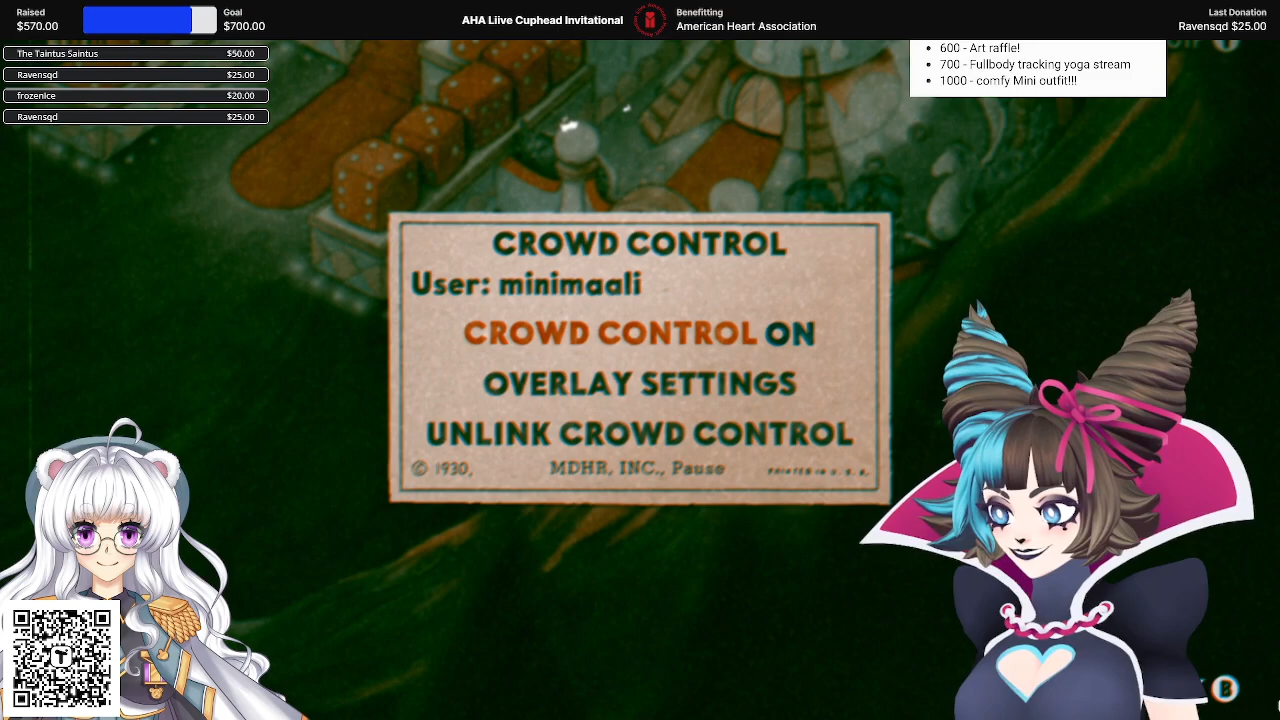 Raised
$570.00
Goal
$700.00
AHA Liive Cuphead Invitational
Benefitting
American Heart Association
Last Donation
Ravensqd $25.00
The Taintus Saintus $50.00
Ravensqd $25.00
frozenIce $20.00
Ravensqd $25.00
600 - Art raffle!
700 - Fullbody tracking yoga stream
1000 - comfy Mini outfit!!!
CROWD CONTROL
User: minimaali
CROWD CONTROL ON
OVERLAY SETTINGS
UNLINK CROWD CONTROL
© 1930, MDHR, INC., Pause PRINTED IN U.S.A.
B